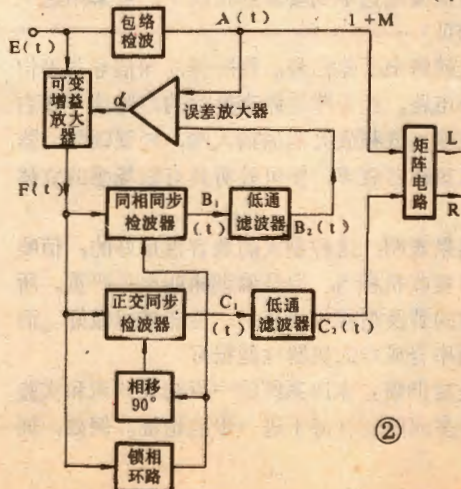 E(t)
包络
检波
A(t)
1+M
可变
增益
放大
器
α
误差放大器
矩阵电路
L
R
F(t)
同相同步
检波器
B₁
(t)
低通
滤波器
B₂(t)
正交同步
检波器
C₁
(t)
低通
滤波器
C₂(t)
相移
90°
锁相
环路
②